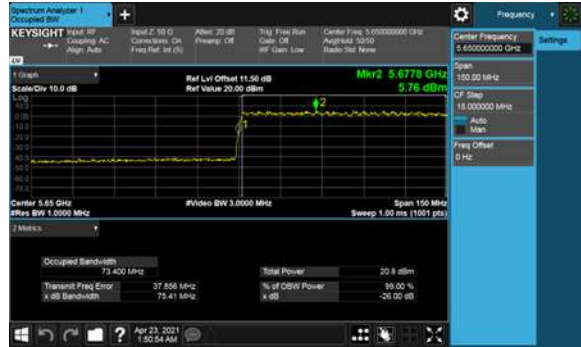 Spectrum Analyzer 1
Occupied BW
+
Frequency
KEYSIGHT Input: RF
Coupling: AC
Align: Auto
Input Z: 50 Ω
Corrections: On
Freq Ref: Int (S)
Atten: 20 dB
Preamp: Off
Trig: Free Run
Gate: Off
#IF Gain: Low
Center Freq: 5.650000000 GHz
Avg|Hold: 50/50
Radio Std: None
Center Frequency
5.650000000 GHz
Settings
Span
150.00 MHz
CF Step
15.000000 MHz
Auto
Man
Freq Offset
0 Hz
1 Graph
Scale/Div 10.0 dB
Ref Lvl Offset 11.50 dB
Ref Value 20.00 dBm
Mkr2 5.6778 GHz
5.76 dBm
Log
10.0
0.00
2
1
Center 5.65 GHz
#Res BW 1.0000 MHz
#Video BW 3.0000 MHz
Span 150 MHz
Sweep 1.00 ms (1001 pts)
2 Metrics
Occupied Bandwidth
73.400 MHz
Total Power 20.8 dBm
Transmit Freq Error 37.856 MHz
% of OBW Power 99.00 %
x dB Bandwidth 75.41 MHz
x dB -26.00 dB
?
Apr 23, 2021
1:50:54 AM